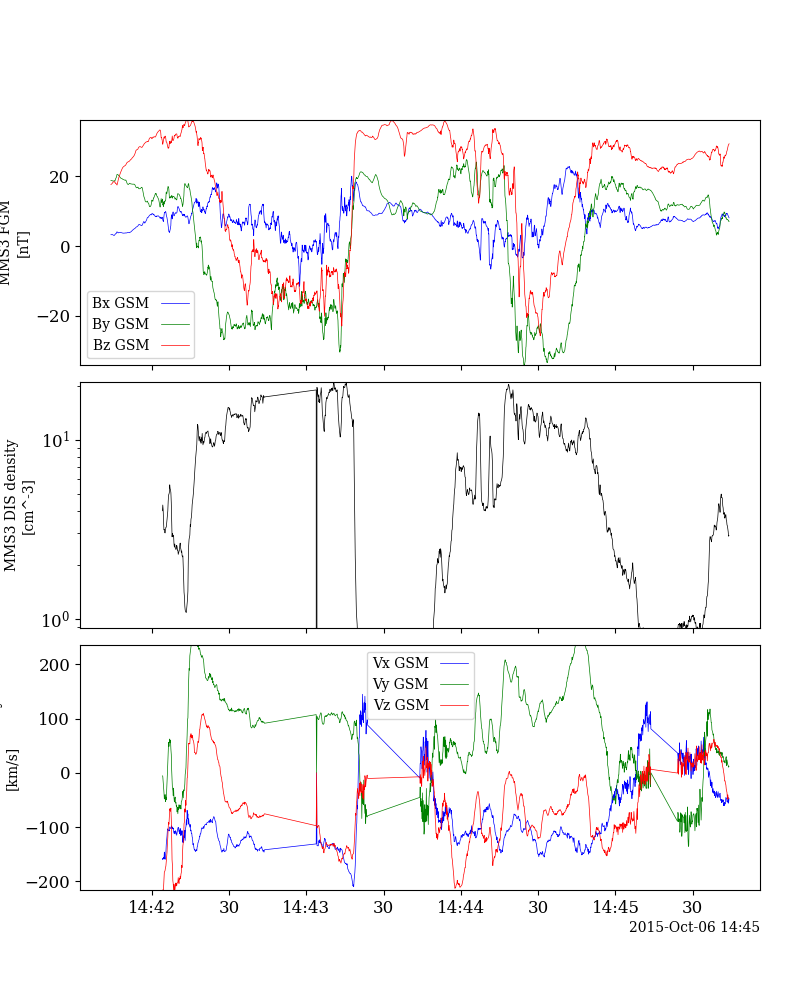 MMS3 FGM
[nT]
20
0
−20
Bx GSM
By GSM
Bz GSM
MMS3 DIS density
[cm^-3]
10^1
10^0
[km/s]
200
100
0
−100
−200
Vx GSM
Vy GSM
Vz GSM
14:42 30 14:43 30 14:44 30 14:45 30
2015-Oct-06 14:45